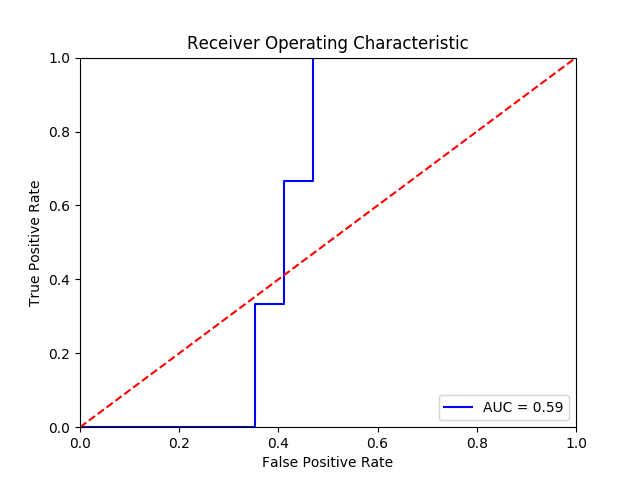 Receiver Operating Characteristic
1.0
0.8
0.6
0.4
0.2
0.0
True Positive Rate
AUC = 0.59
0.0 0.2 0.4 0.6 0.8 1.0
False Positive Rate